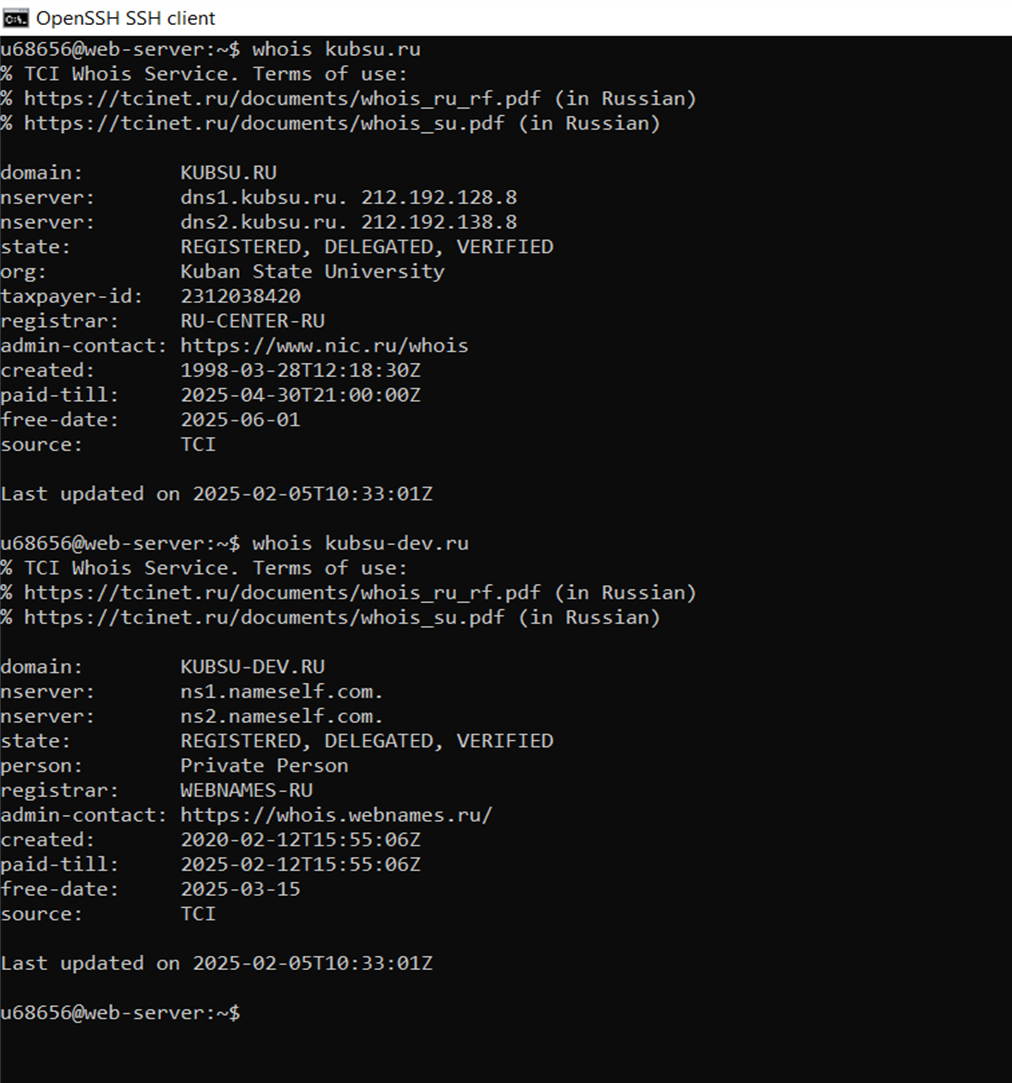 OpenSSH SSH client
u68656@web-server:~$ whois kubsu.ru
% TCI Whois Service. Terms of use:
% https://tcinet.ru/documents/whois_ru_rf.pdf (in Russian)
% https://tcinet.ru/documents/whois_su.pdf (in Russian)

domain:        KUBSU.RU
nserver:       dns1.kubsu.ru. 212.192.128.8
nserver:       dns2.kubsu.ru. 212.192.138.8
state:         REGISTERED, DELEGATED, VERIFIED
org:           Kuban State University
taxpayer-id:   2312038420
registrar:     RU-CENTER-RU
admin-contact: https://www.nic.ru/whois
created:       1998-03-28T12:18:30Z
paid-till:     2025-04-30T21:00:00Z
free-date:     2025-06-01
source:        TCI

Last updated on 2025-02-05T10:33:01Z

u68656@web-server:~$ whois kubsu-dev.ru
% TCI Whois Service. Terms of use:
% https://tcinet.ru/documents/whois_ru_rf.pdf (in Russian)
% https://tcinet.ru/documents/whois_su.pdf (in Russian)

domain:        KUBSU-DEV.RU
nserver:       ns1.nameself.com.
nserver:       ns2.nameself.com.
state:         REGISTERED, DELEGATED, VERIFIED
person:        Private Person
registrar:     WEBNAMES-RU
admin-contact: https://whois.webnames.ru/
created:       2020-02-12T15:55:06Z
paid-till:     2025-02-12T15:55:06Z
free-date:     2025-03-15
source:        TCI

Last updated on 2025-02-05T10:33:01Z

u68656@web-server:~$